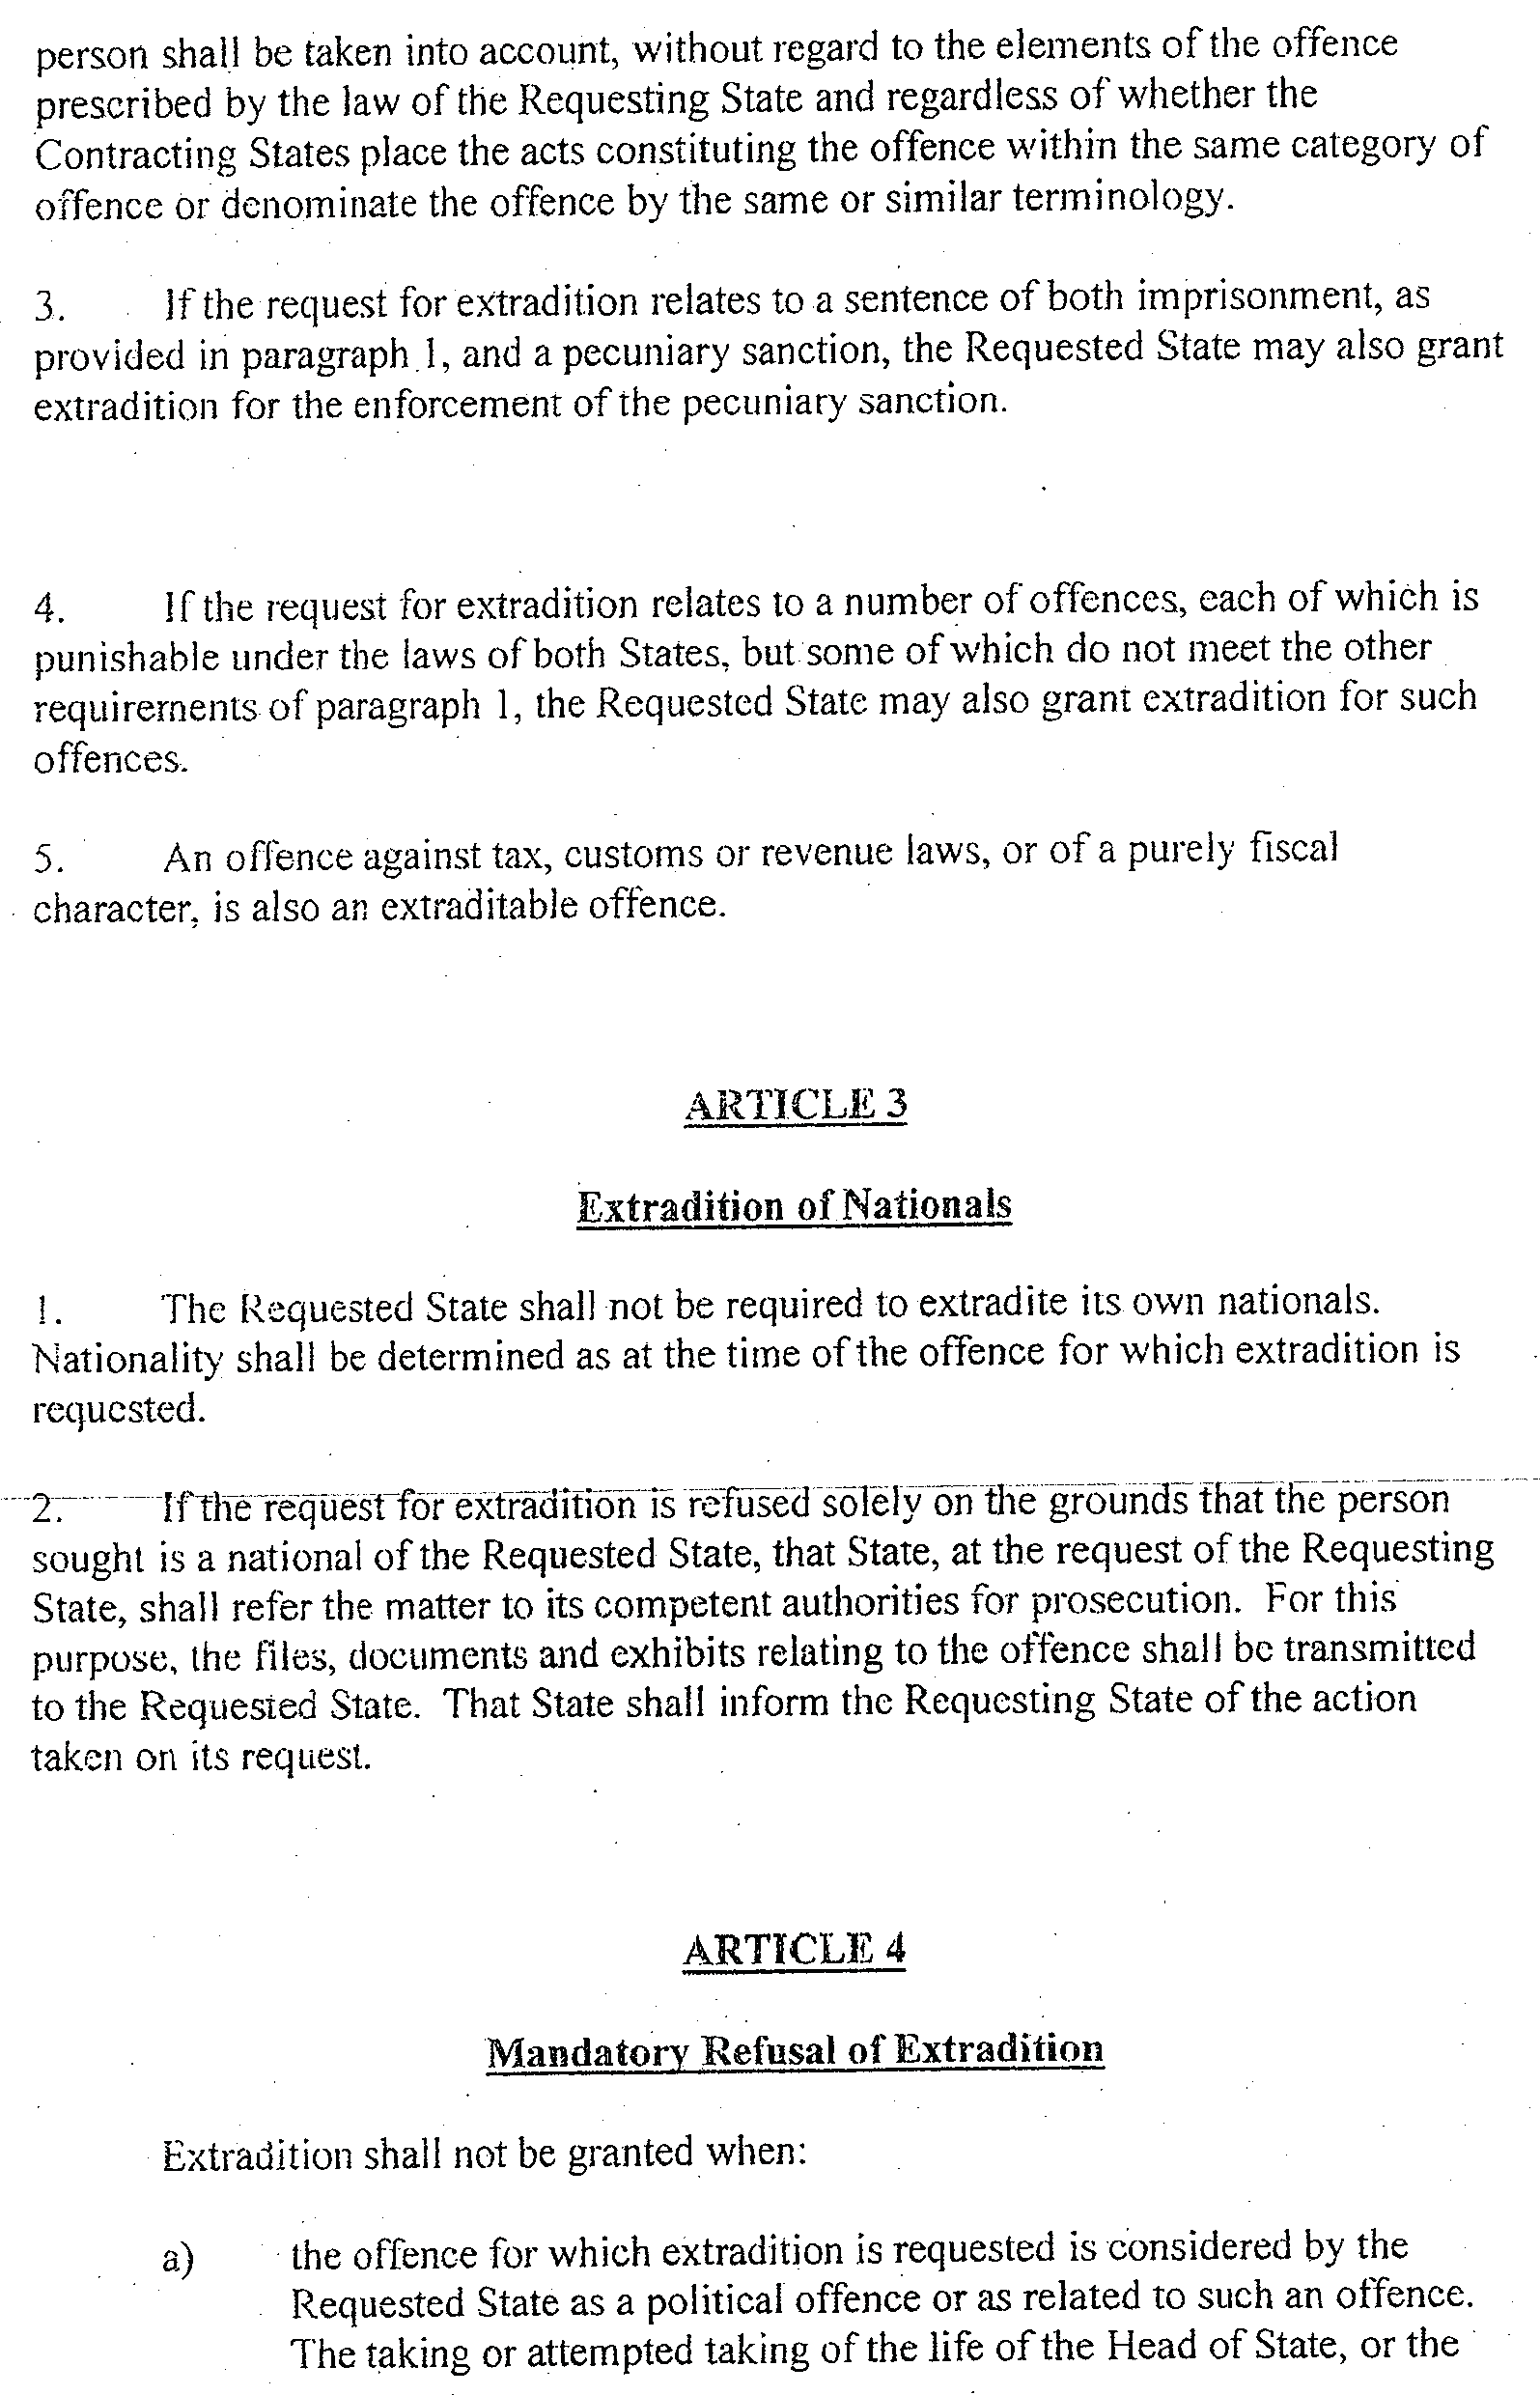 person shall be taken into account, without regard to the elements of the offence
prescribed by the law of the Requesting State and regardless of whether the
Contracting States place the acts constituting the offence within the same category of
offence or denominate the offence by the same or similar terminology.
3. If the request for extradition relates to a sentence of both imprisonment, as
provided in paragraph 1, and a pecuniary sanction, the Requested State may also grant
extradition for the enforcement of the pecuniary sanction.
4. If the request for extradition relates to a number of offences, each of which is
punishable under the laws of both States, but some of which do not meet the other
requirements of paragraph 1, the Requested State may also grant extradition for such
offences.
5. An offence against tax, customs or revenue laws, or of a purely fiscal
character, is also an extraditable offence.
ARTICLE 3
Extradition of Nationals
1. The Requested State shall not be required to extradite its own nationals.
Nationality shall be determined as at the time of the offence for which extradition is
requested.
2. If the request for extradition is refused solely on the grounds that the person
sought is a national of the Requested State, that State, at the request of the Requesting
State, shall refer the matter to its competent authorities for prosecution. For this
purpose, the files, documents and exhibits relating to the offence shall be transmitted
to the Requested State. That State shall inform the Requesting State of the action
taken on its request.
ARTICLE 4
Mandatory Refusal of Extradition
Extradition shall not be granted when:
a) the offence for which extradition is requested is considered by the
Requested State as a political offence or as related to such an offence.
The taking or attempted taking of the life of the Head of State, or the